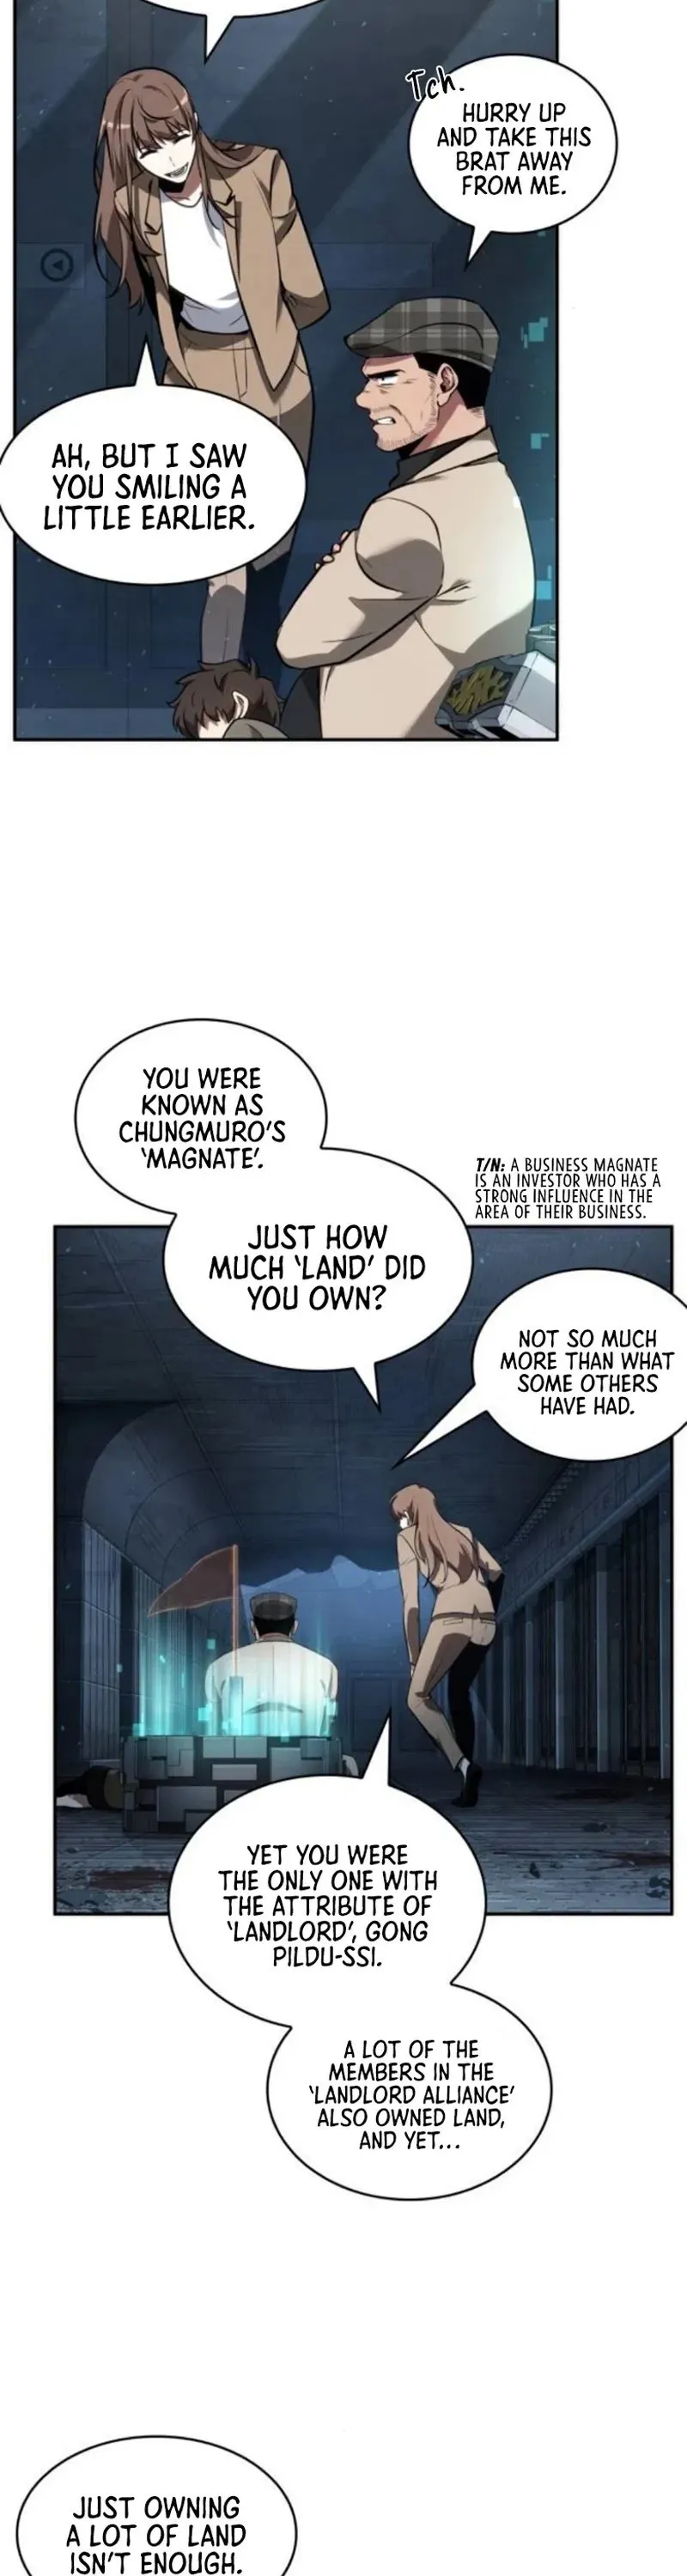 Tch.
HURRY UP
AND TAKE THIS
BRAT AWAY
FROM ME.
AH, BUT I SAW
YOU SMILING A
LITTLE EARLIER.
YOU WERE
KNOWN AS
CHUNGMURO'S
'MAGNATE'.
T/N: A BUSINESS MAGNATE
IS AN INVESTOR WHO HAS A
STRONG INFLUENCE IN THE
AREA OF THEIR BUSINESS.
JUST HOW
MUCH 'LAND' DID
YOU OWN?
NOT SO MUCH
MORE THAN WHAT
SOME OTHERS
HAVE HAD.
YET YOU WERE
THE ONLY ONE WITH
THE ATTRIBUTE OF
'LANDLORD', GONG
PILDU-SSI.
A LOT OF THE
MEMBERS IN THE
'LANDLORD ALLIANCE'
ALSO OWNED LAND,
AND YET...
JUST OWNING
A LOT OF LAND
ISN'T ENOUGH.